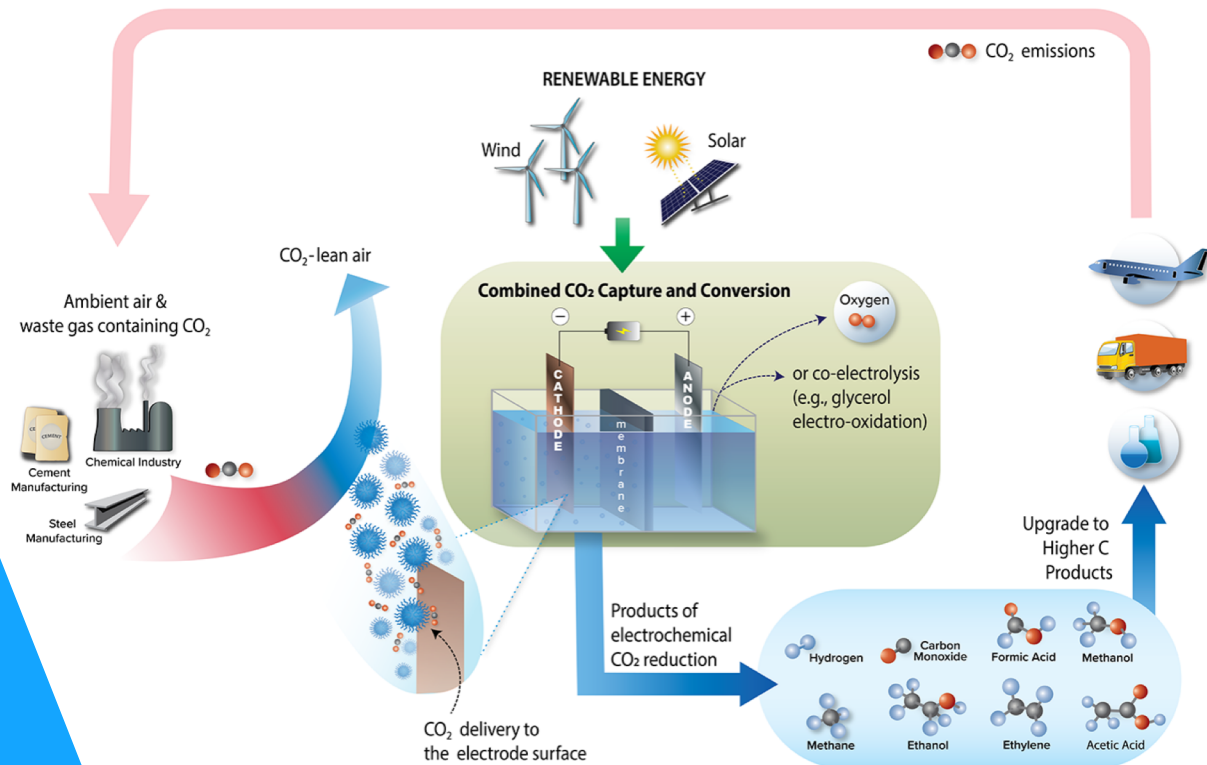 CO₂ emissions
RENEWABLE ENERGY
Wind
Solar
CO₂-lean air
Ambient air &
waste gas containing CO₂
CEMENT
CEMENT
Cement
Manufacturing
Chemical Industry
Steel
Manufacturing
Combined CO₂ Capture and Conversion
−
+
CATHODE
membrane
ANODE
Oxygen
or co-electrolysis
(e.g., glycerol
electro-oxidation)
CO₂ delivery to
the electrode surface
Products of
electrochemical
CO₂ reduction
Upgrade to
Higher C
Products
Hydrogen
Carbon
Monoxide
Formic Acid
Methanol
Methane
Ethanol
Ethylene
Acetic Acid